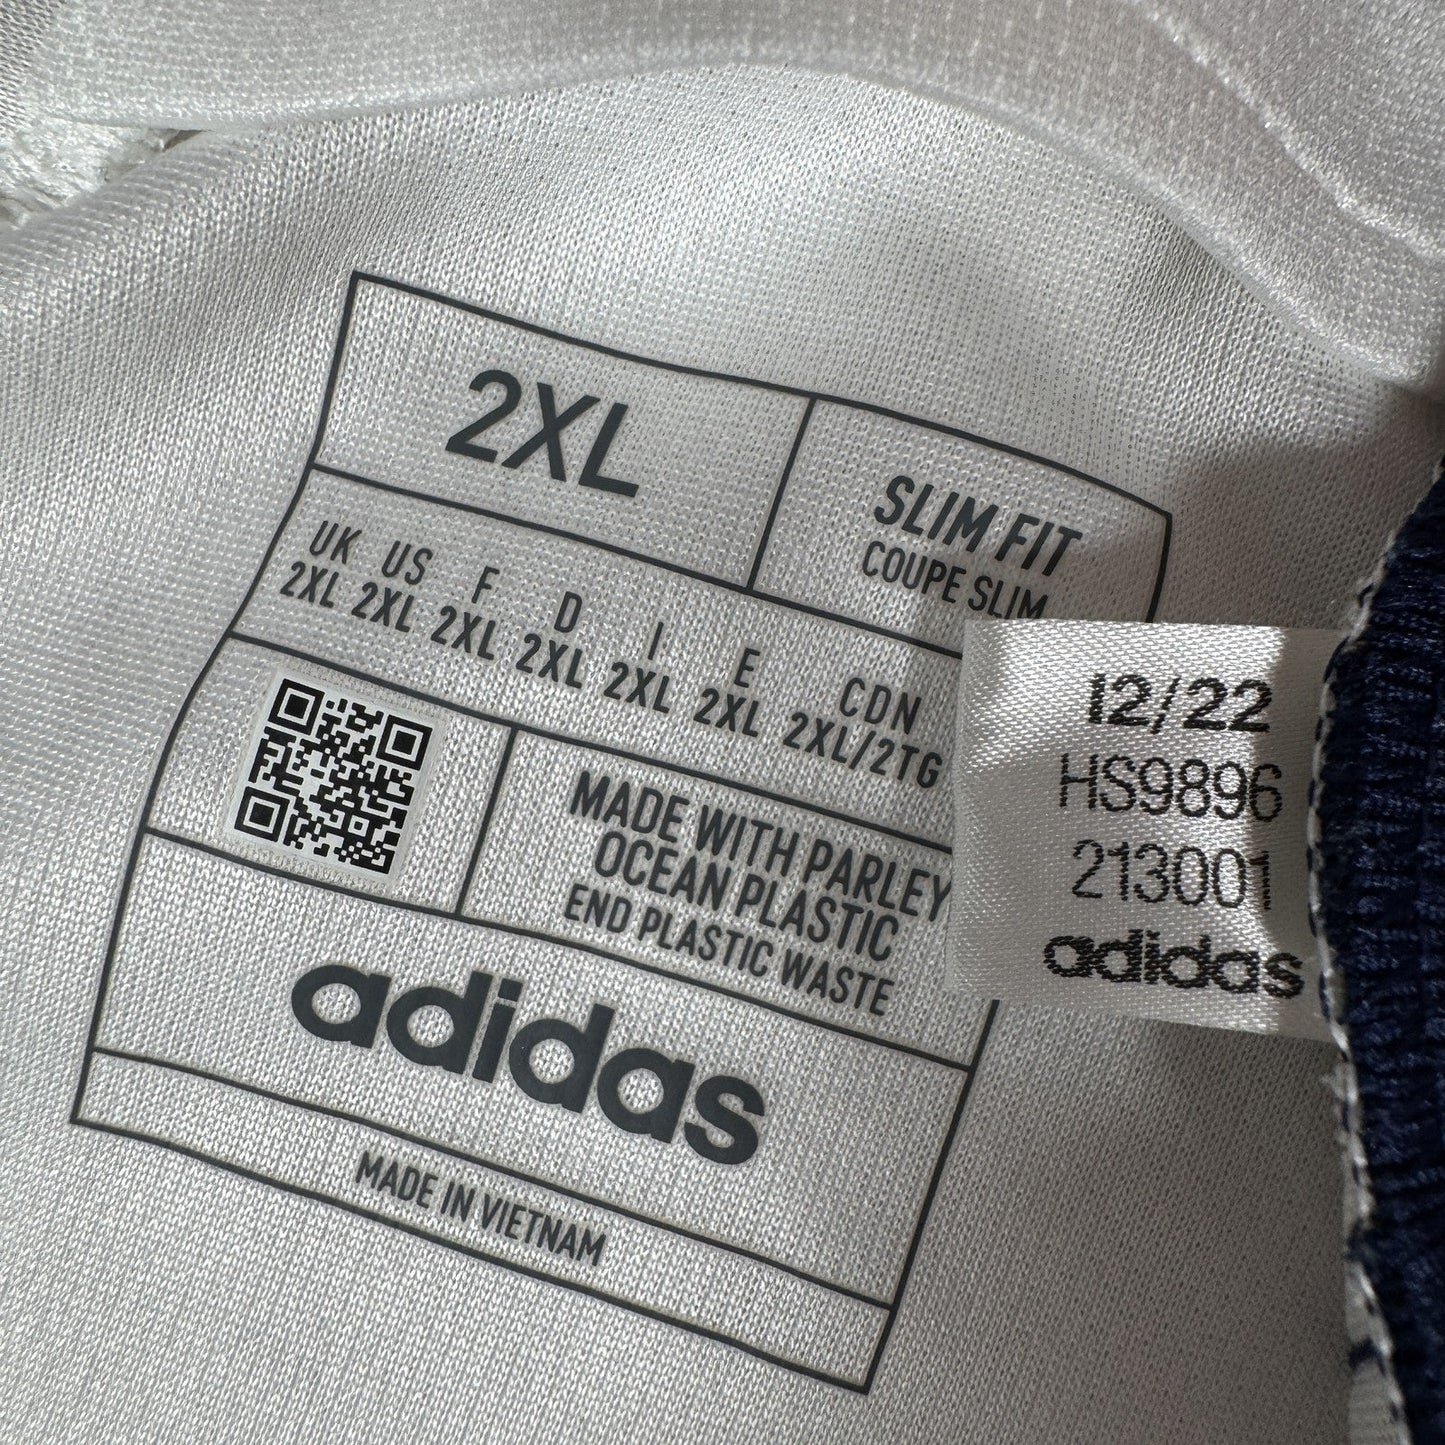 2XL
SLIM FIT
COUPE SLIM
UK US F D I E CDN
2XL 2XL 2XL 2XL 2XL 2XL 2XL/2TG
MADE WITH PARLEY
OCEAN PLASTIC
END PLASTIC WASTE
adidas
MADE IN VIETNAM
12/22
HS9896
213001
adidas